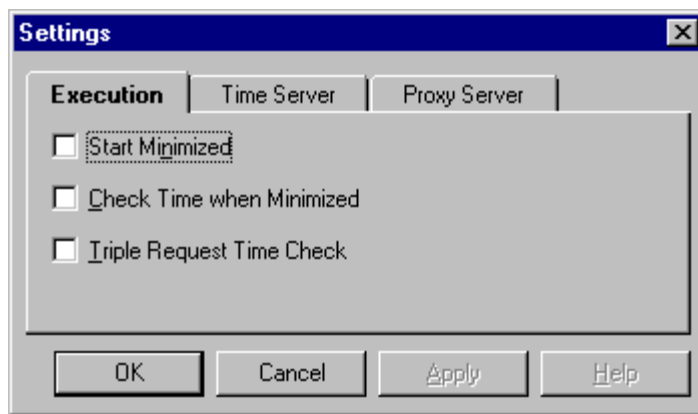 Settings
Execution Time Server Proxy Server
Start Minimized
Check Time when Minimized
Triple Request Time Check
OK Cancel Apply Help